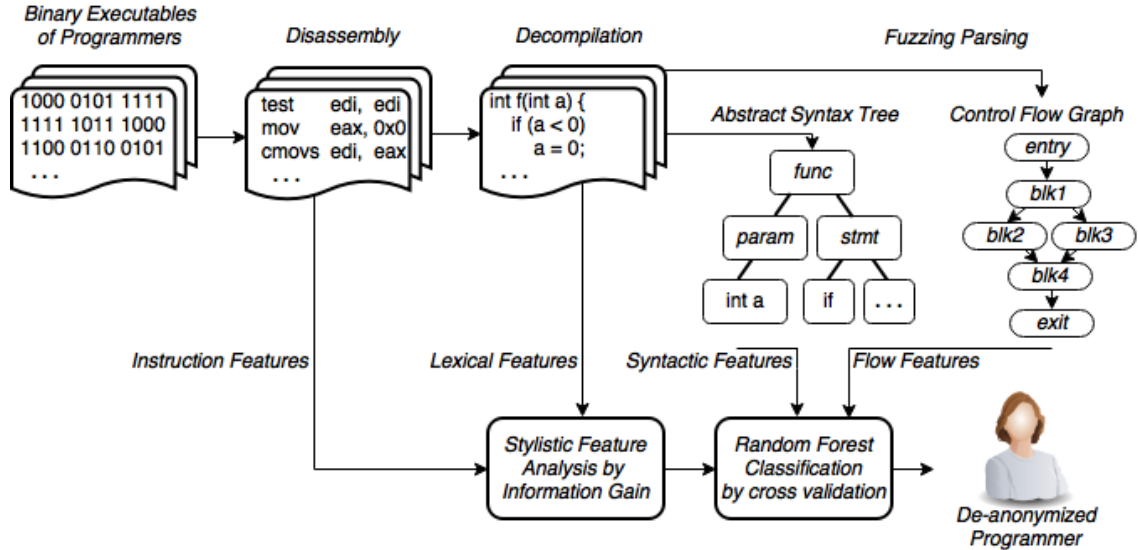 Binary Executables
of Programmers
Disassembly
Decompilation
Fuzzing Parsing
1000 0101 1111
1111 1011 1000
1100 0110 0101
. . .
test edi, edi
mov eax, 0x0
cmovs edi, eax
. . .
int f(int a) {
if (a < 0)
a = 0;
. . .
Abstract Syntax Tree
func
param
stmt
int a
if
. . .
Control Flow Graph
entry
blk1
blk2
blk3
blk4
exit
Instruction Features
Lexical Features
Syntactic Features
Flow Features
Stylistic Feature
Analysis by
Information Gain
Random Forest
Classification
by cross validation
De-anonymized
Programmer